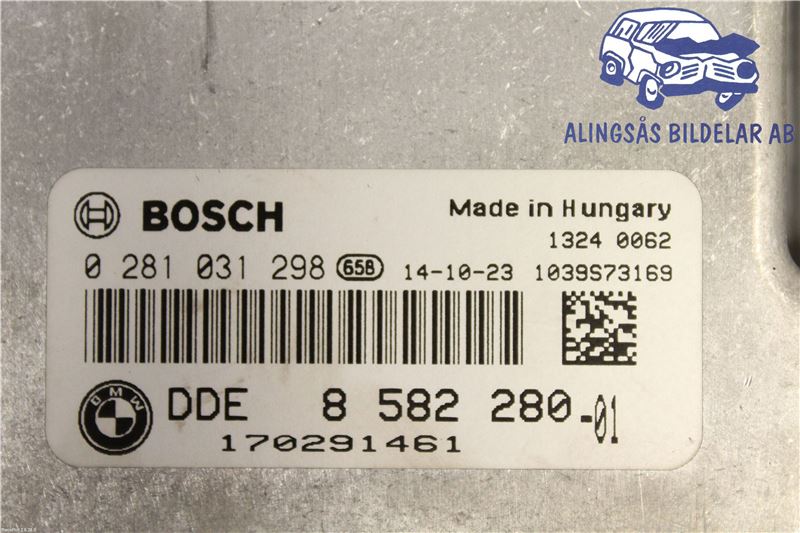 ALINGSÅS BILDELAR AB
BOSCH
Made in Hungary
1324 0062
0 281 031 298 658 14-10-23 1039S73169
BMW
DDE 8 582 280-01
170291461